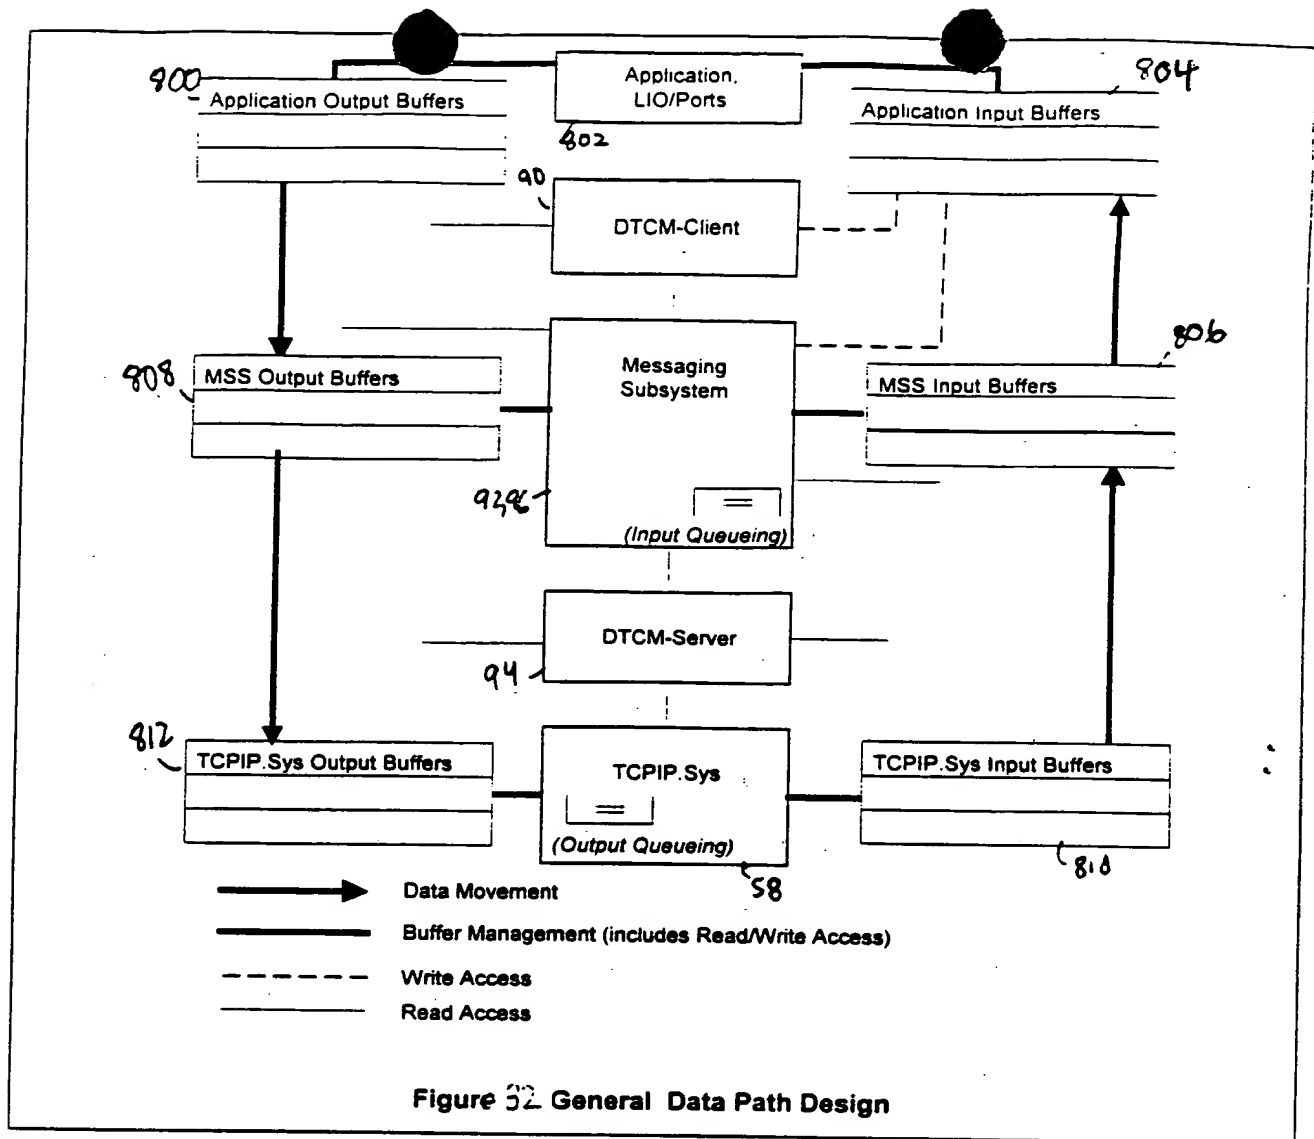 800
Application Output Buffers
Application,
LIO/Ports
802
804
Application Input Buffers
90
DTCM-Client
808
MSS Output Buffers
Messaging
Subsystem
(Input Queueing)
806
MSS Input Buffers
DTCM-Server
94
812
TCPIP.Sys Output Buffers
TCPIP.Sys
(Output Queueing)
58
TCPIP.Sys Input Buffers
Data Movement
Buffer Management (includes Read/Write Access)
Write Access
Read Access
Figure 32 General Data Path Design